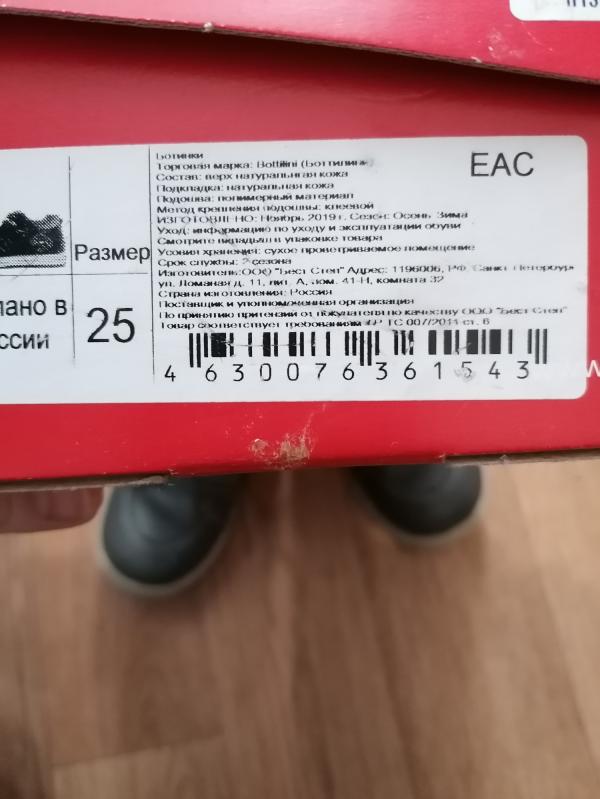 Ботинки
Торговая марка: Bottilini (Боттилини)
Состав: верх натуральная кожа
Подкладка: натуральная кожа
Подошва: полимерный материал
Метод крепления подошвы: клеевой
ИЗГОТОВЛЕНО: Ноябрь 2019 г. Сезон: Осень, Зима
Уход: информацию по уходу и эксплуатации обуви
Смотрите вкладыш в упаковке товара
Усовия хранения: сухое проветриваемое помещение
Срок службы: 2 сезона
Изготовитель: ООО "Бест Степ" Адрес: 1196006, РФ, Санкт-Петербург
ул. Ломаная д. 11, лит. А, пом. 41-Н, комната 32
Страна изготовления: Россия
Поставщик и уполномоченная организация
По принятию притензий от покупателя по качеству ООО "Бест Степ"
Товар соответствует требованиям ТР ТС 007/2011 ст. 6
EAC
Размер
25
лано в
ссии
4 630076 361543